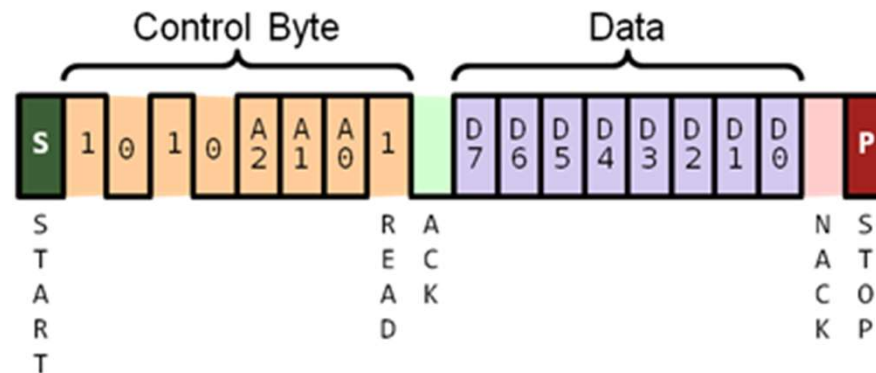 Control Byte Data
S 1 0 1 0 A2 A1 A0 1 D7 D6 D5 D4 D3 D2 D1 D0 P
START READ ACK NACK STOP